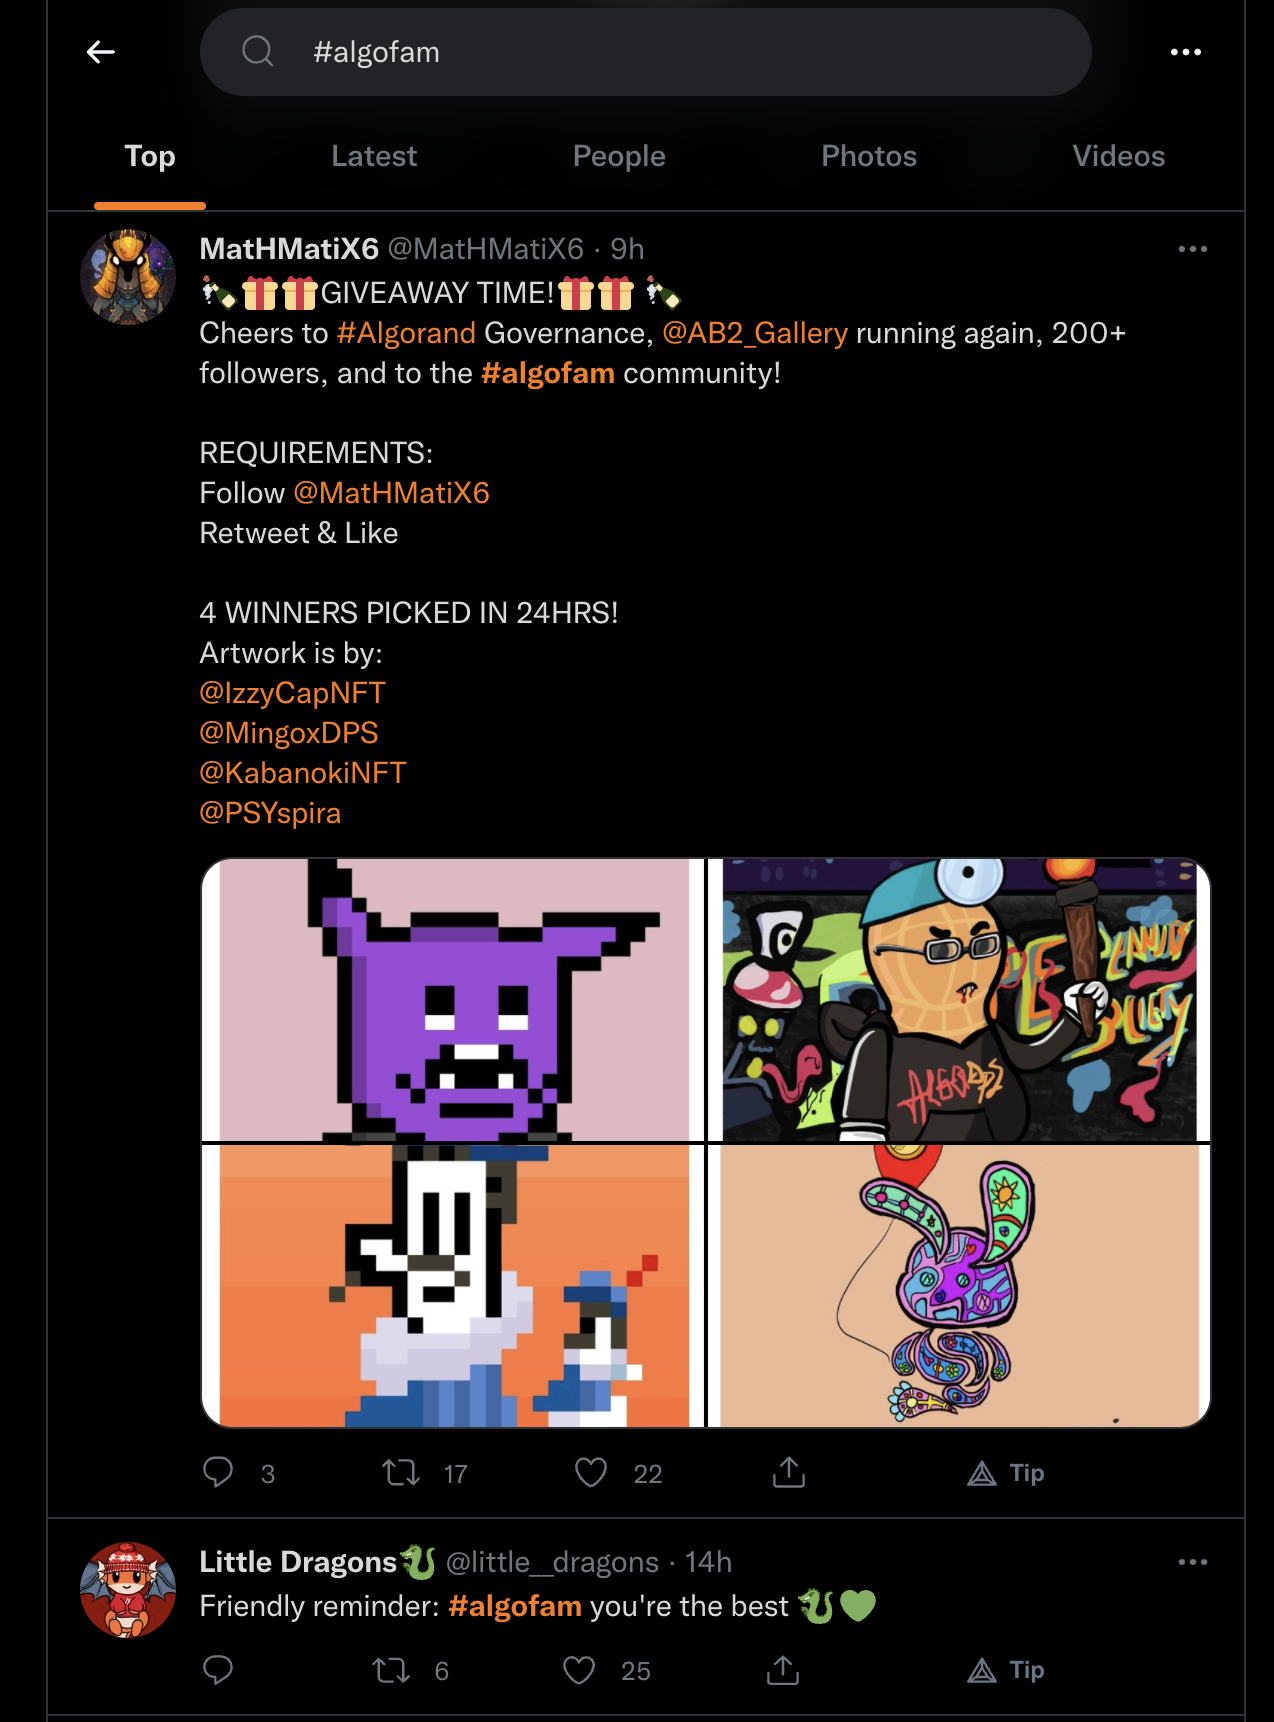 #algofam
Top
Latest
People
Photos
Videos
MatHMatiX6 @MatHMatiX6 · 9h
🍾🎁🎁GIVEAWAY TIME!🎁🎁 🍾
Cheers to #Algorand Governance, @AB2_Gallery running again, 200+
followers, and to the #algofam community!
REQUIREMENTS:
Follow @MatHMatiX6
Retweet & Like
4 WINNERS PICKED IN 24HRS!
Artwork is by:
@IzzyCapNFT
@MingoxDPS
@KabanokiNFT
@PSYspira
3
17
22
Tip
Little Dragons🐉 @little__dragons · 14h
Friendly reminder: #algofam you're the best 🐉💚
6
25
Tip